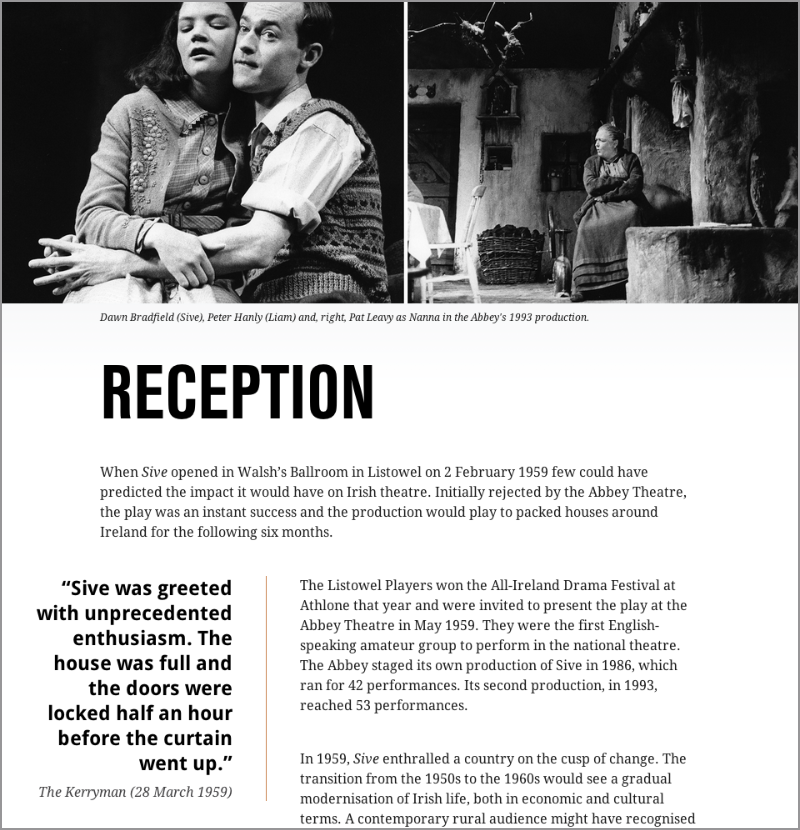 Dawn Bradfield (Sive), Peter Hanly (Liam) and, right, Pat Leavy as Nanna in the Abbey's 1993 production.
RECEPTION
When Sive opened in Walsh’s Ballroom in Listowel on 2 February 1959 few could have
predicted the impact it would have on Irish theatre. Initially rejected by the Abbey Theatre,
the play was an instant success and the production would play to packed houses around
Ireland for the following six months.
“Sive was greeted
with unprecedented
enthusiasm. The
house was full and
the doors were
locked half an hour
before the curtain
went up.”
The Kerryman (28 March 1959)
The Listowel Players won the All-Ireland Drama Festival at
Athlone that year and were invited to present the play at the
Abbey Theatre in May 1959. They were the first English-
speaking amateur group to perform in the national theatre.
The Abbey staged its own production of Sive in 1986, which
ran for 42 performances. Its second production, in 1993,
reached 53 performances.
In 1959, Sive enthralled a country on the cusp of change. The
transition from the 1950s to the 1960s would see a gradual
modernisation of Irish life, both in economic and cultural
terms. A contemporary rural audience might have recognised